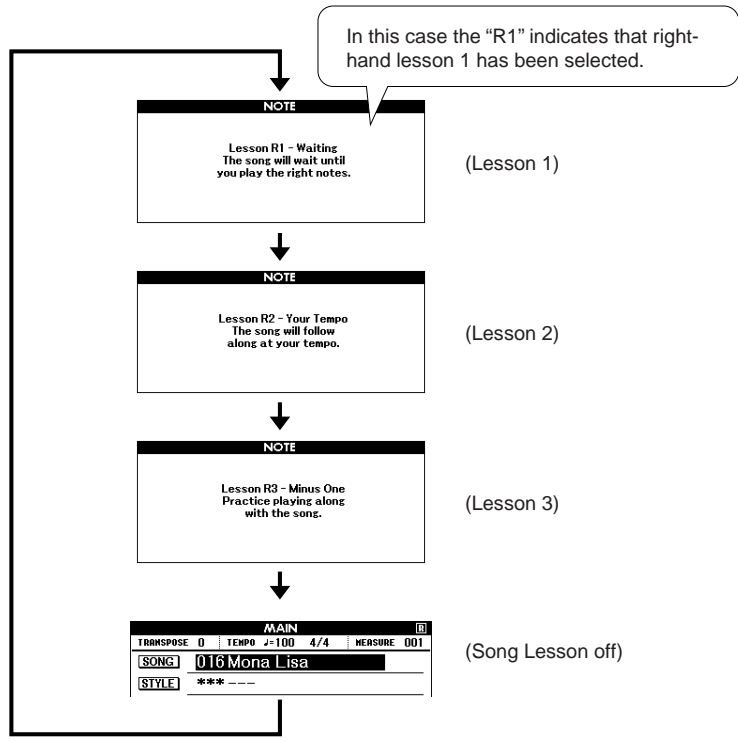 In this case the “R1” indicates that right-
hand lesson 1 has been selected.
NOTE
Lesson R1 - Waiting
The song will wait until
you play the right notes.
(Lesson 1)
NOTE
Lesson R2 - Your Tempo
The song will follow
along at your tempo.
(Lesson 2)
NOTE
Lesson R3 - Minus One
Practice playing along
with the song.
(Lesson 3)
MAIN R
TRANSPOSE 0 TEMPO ♩=100 4/4 MEASURE 001
SONG 016 Mona Lisa
STYLE ***---
(Song Lesson off)